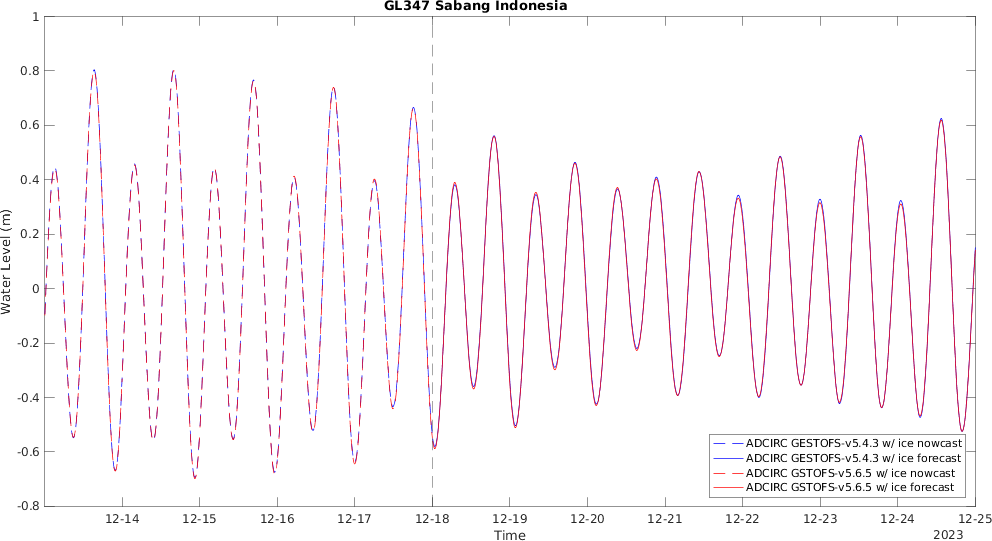 GL347 Sabang Indonesia
1
0.8
0.6
0.4
0.2
0
-0.2
-0.4
-0.6
-0.8
Water Level (m)
ADCIRC GESTOFS-v5.4.3 w/ ice nowcast
ADCIRC GESTOFS-v5.4.3 w/ ice forecast
ADCIRC GSTOFS-v5.6.5 w/ ice nowcast
ADCIRC GSTOFS-v5.6.5 w/ ice forecast
12-14 12-15 12-16 12-17 12-18 12-19 12-20 12-21 12-22 12-23 12-24 12-25
Time
2023